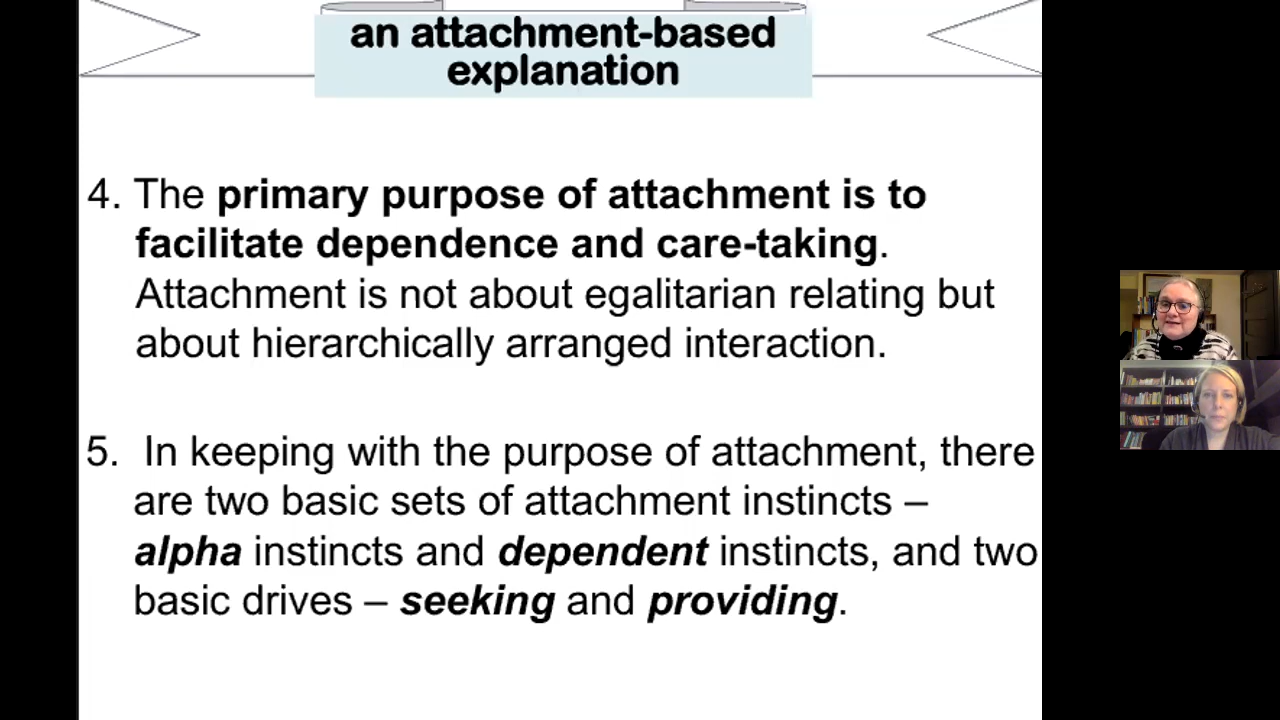 an attachment-based
explanation
4. The primary purpose of attachment is to
facilitate dependence and care-taking.
Attachment is not about egalitarian relating but
about hierarchically arranged interaction.
5. In keeping with the purpose of attachment, there
are two basic sets of attachment instincts –
alpha instincts and dependent instincts, and two
basic drives – seeking and providing.